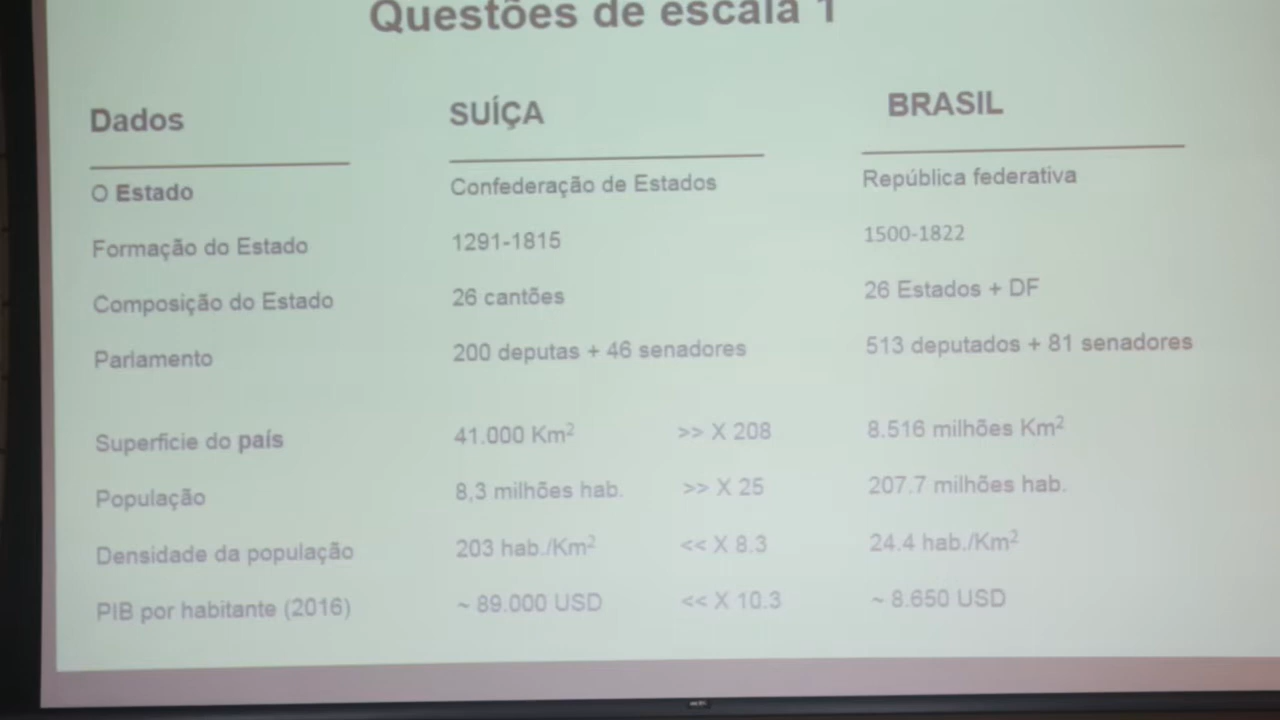 Questões de escala 1
Dados SUÍÇA BRASIL
O Estado Confederação de Estados República federativa
Formação do Estado 1291-1815 1500-1822
Composição do Estado 26 cantões 26 Estados + DF
Parlamento 200 deputas + 46 senadores 513 deputados + 81 senadores
Superficie do país 41.000 Km² >> X 208 8.516 milhões Km²
População 8,3 milhões hab. >> X 25 207.7 milhões hab.
Densidade da população 203 hab./Km² << X 8.3 24.4 hab./Km²
PIB por habitante (2016) ~ 89.000 USD << X 10.3 ~ 8.650 USD